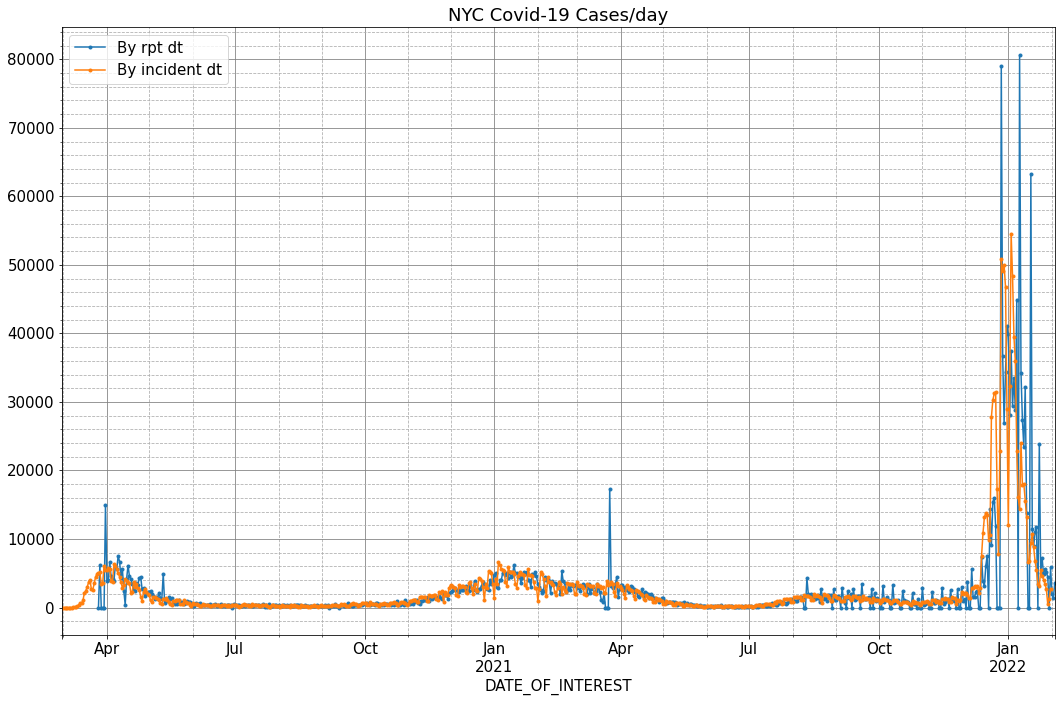 NYC Covid-19 Cases/day
By rpt dt
By incident dt
80000
70000
60000
50000
40000
30000
20000
10000
0
Apr Jul Oct Jan Apr Jul Oct Jan
2021 2022
DATE_OF_INTEREST